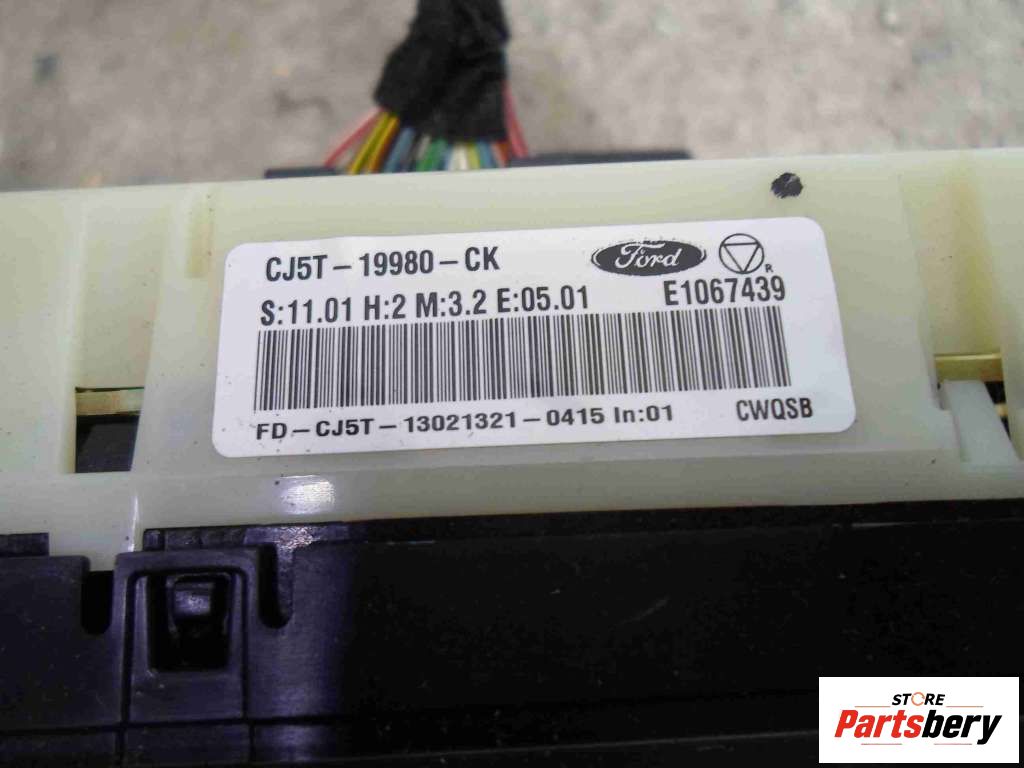 CJ5T-19980-CK Ford R
S:11.01 H:2 M:3.2 E:05.01 E1067439
FD-CJ5T-13021321-0415 In:01 CWQSB
STORE
Partsbery